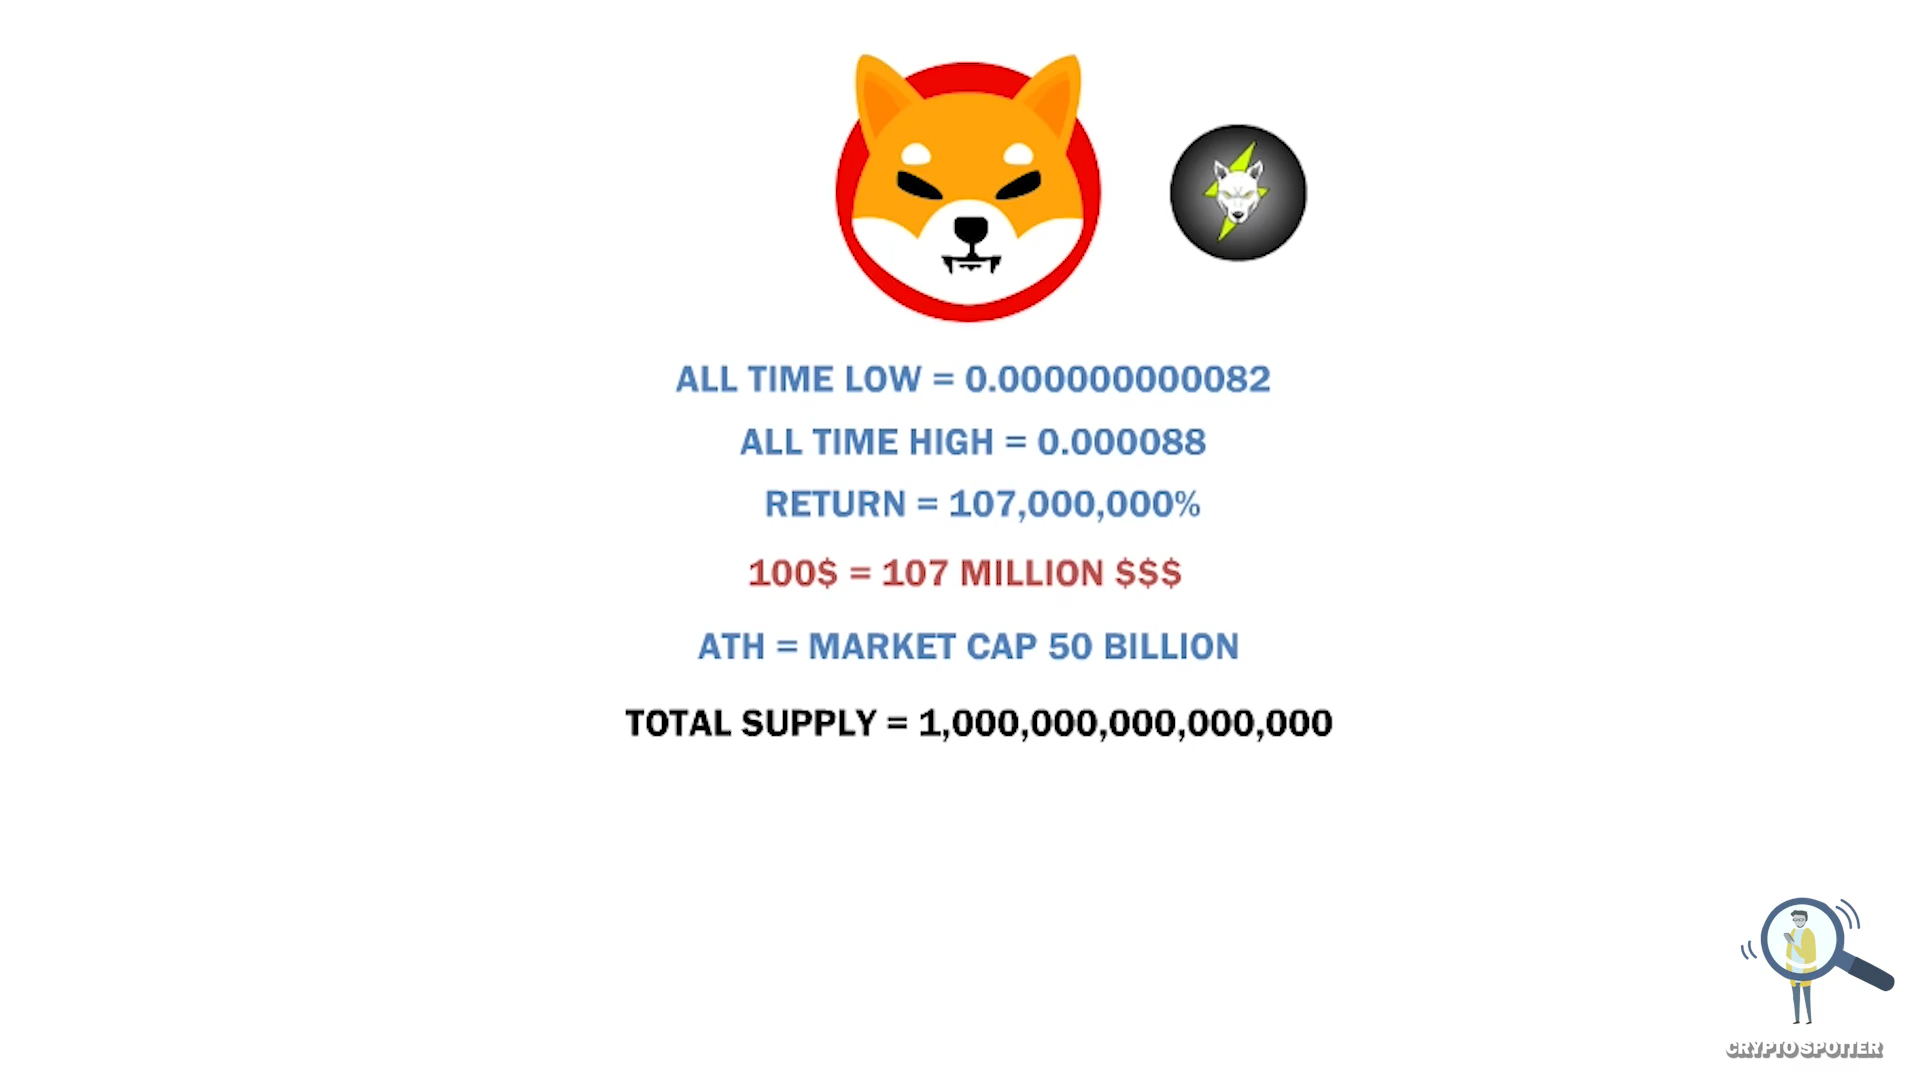 ALL TIME LOW = 0.000000000082
ALL TIME HIGH = 0.000088
RETURN = 107,000,000%
100$ = 107 MILLION $$$
ATH = MARKET CAP 50 BILLION
TOTAL SUPPLY = 1,000,000,000,000,000
CRYPTO SPOTTER